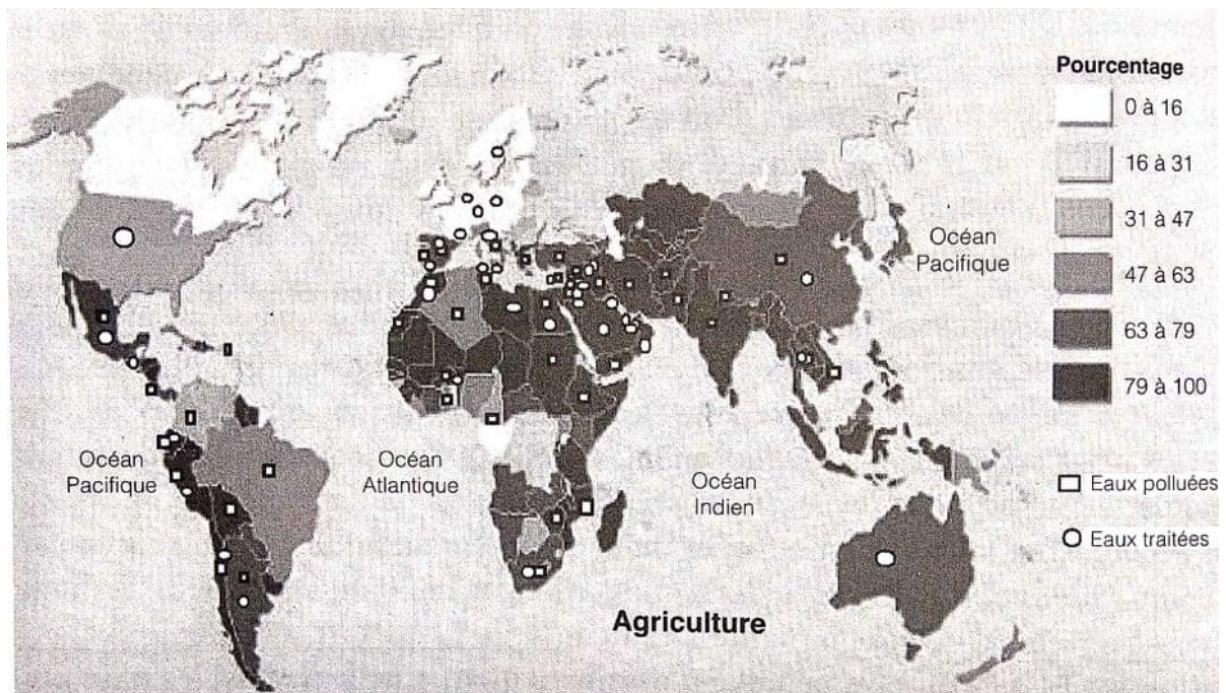 Pourcentage
0 à 16
16 à 31
31 à 47
47 à 63
63 à 79
79 à 100
Océan
Pacifique
Océan
Pacifique
Océan
Atlantique
Océan
Indien
Eaux polluées
Eaux traitées
Agriculture